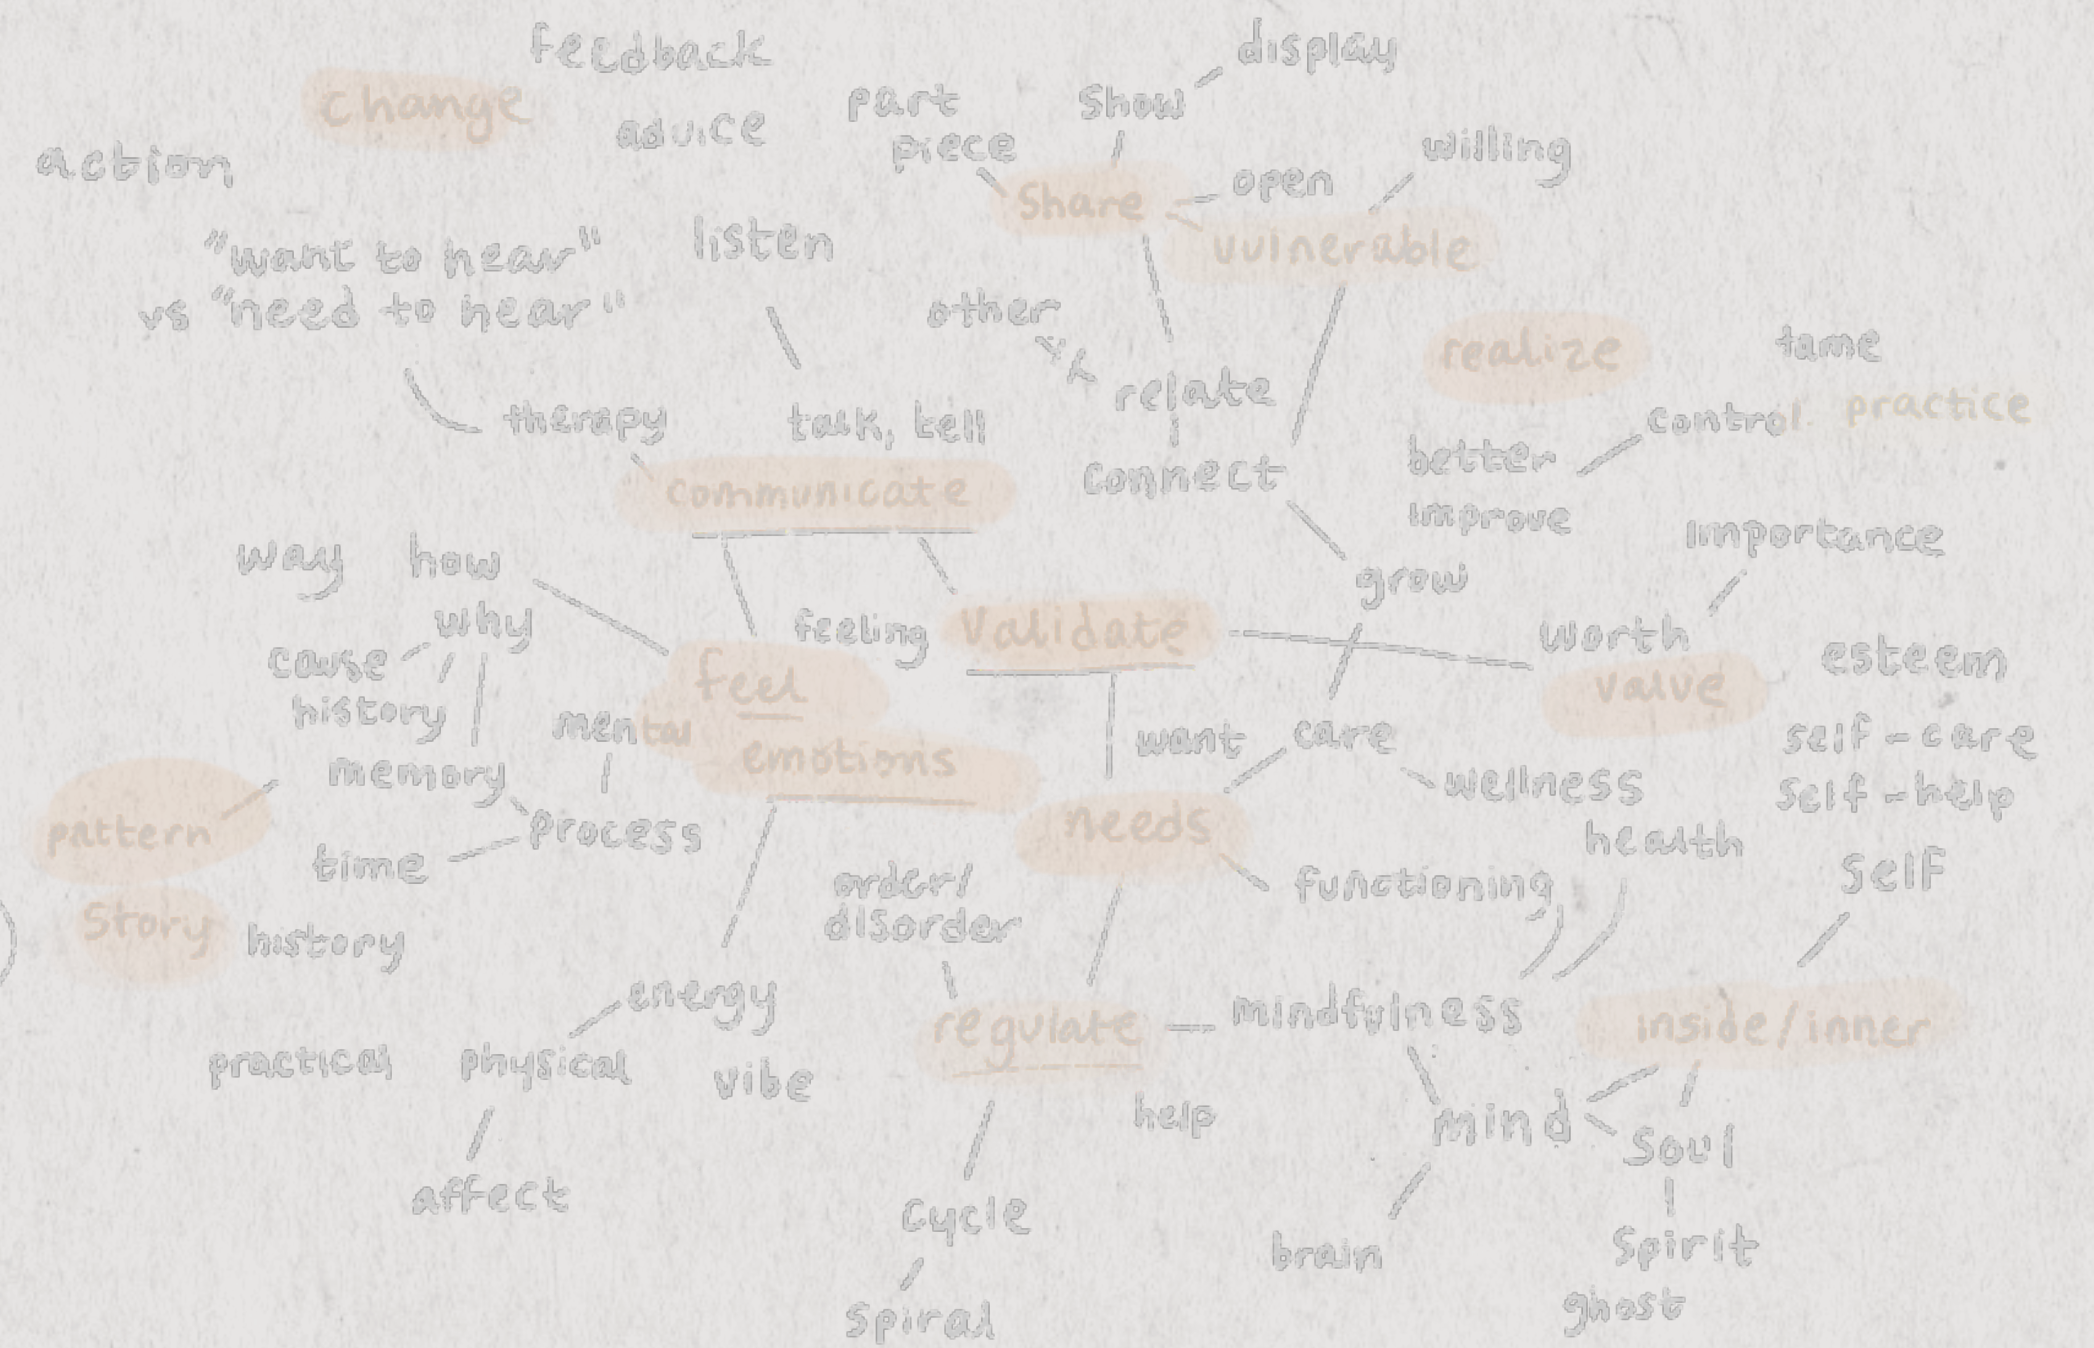 feedback
display
change
part
show
advice
piece
willing
action
share
open
"want to hear"
listen
vulnerable
vs "need to hear"
other
realize
tame
relate
therapy
talk, tell
control
practice
better
communicate
connect
improve
importance
way
how
grow
why
feeling
validate
worth
cause
esteem
feel
value
history
mental
want
care
self-care
emotions
memory
wellness
self-help
pattern
process
needs
health
time
order/
disorder
functioning
self
story
history
energy
regulate
mindfulness
inside/inner
practical
physical
vibe
help
mind
soul
affect
cycle
brain
spirit
spiral
ghost